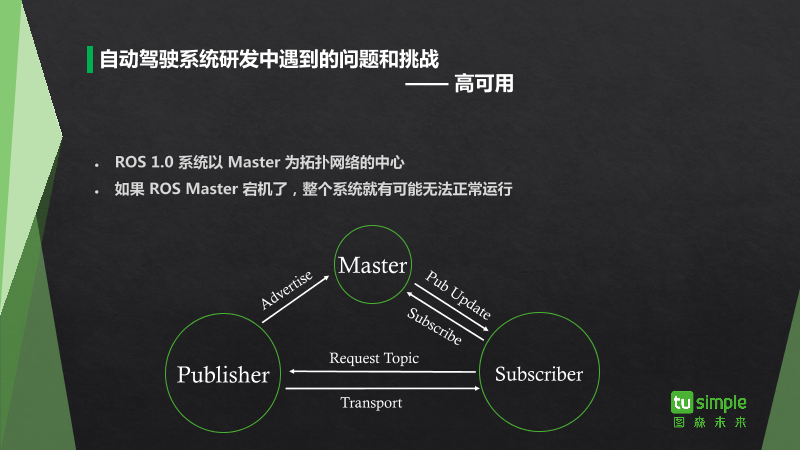 自动驾驶系统研发中遇到的问题和挑战
—— 高可用
ROS 1.0 系统以 Master 为拓扑网络的中心
如果 ROS Master 宕机了，整个系统就有可能无法正常运行
Master
Advertise
Pub Update
Subscribe
Publisher
Request Topic
Transport
Subscriber
tu simple
图森未来